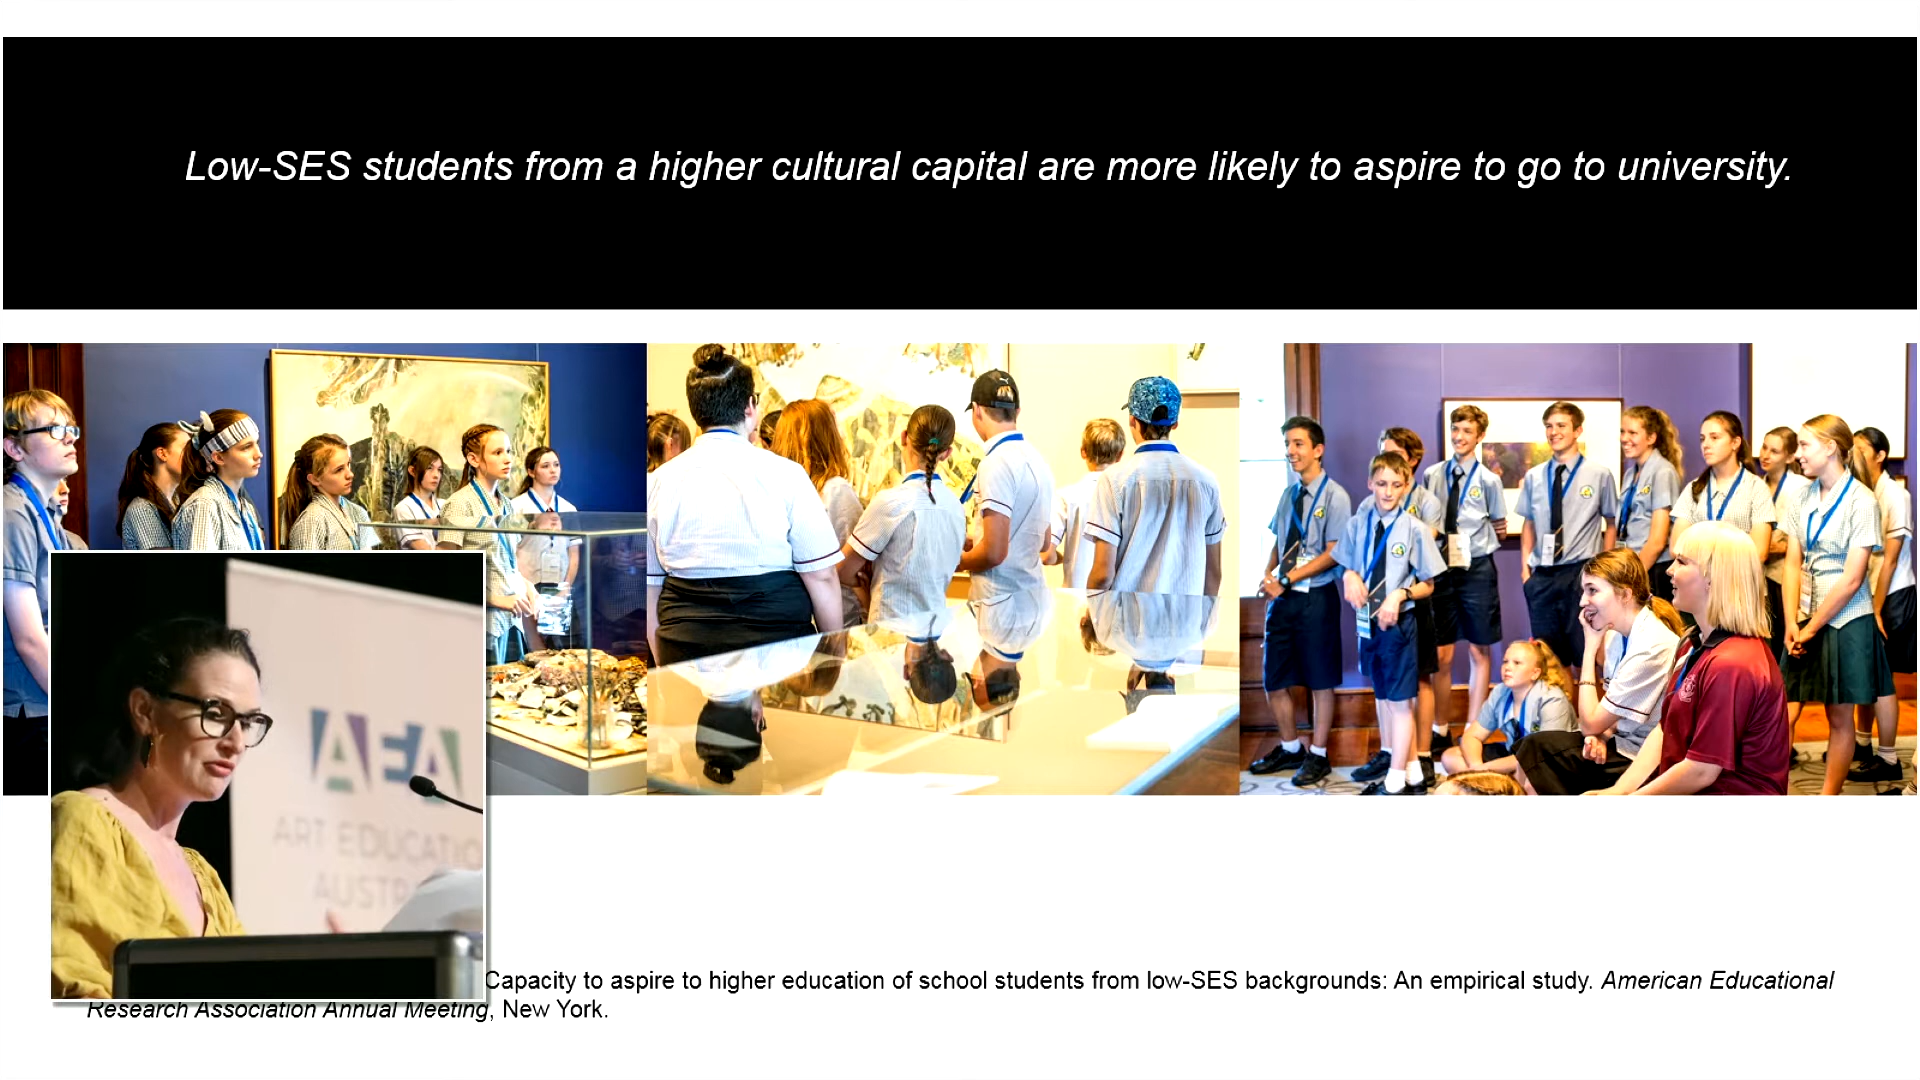 Low-SES students from a higher cultural capital are more likely to aspire to go to university.
AEA
ART EDUCATIO
AUSTR
Capacity to aspire to higher education of school students from low-SES backgrounds: An empirical study. American Educational
Research Association Annual Meeting, New York.